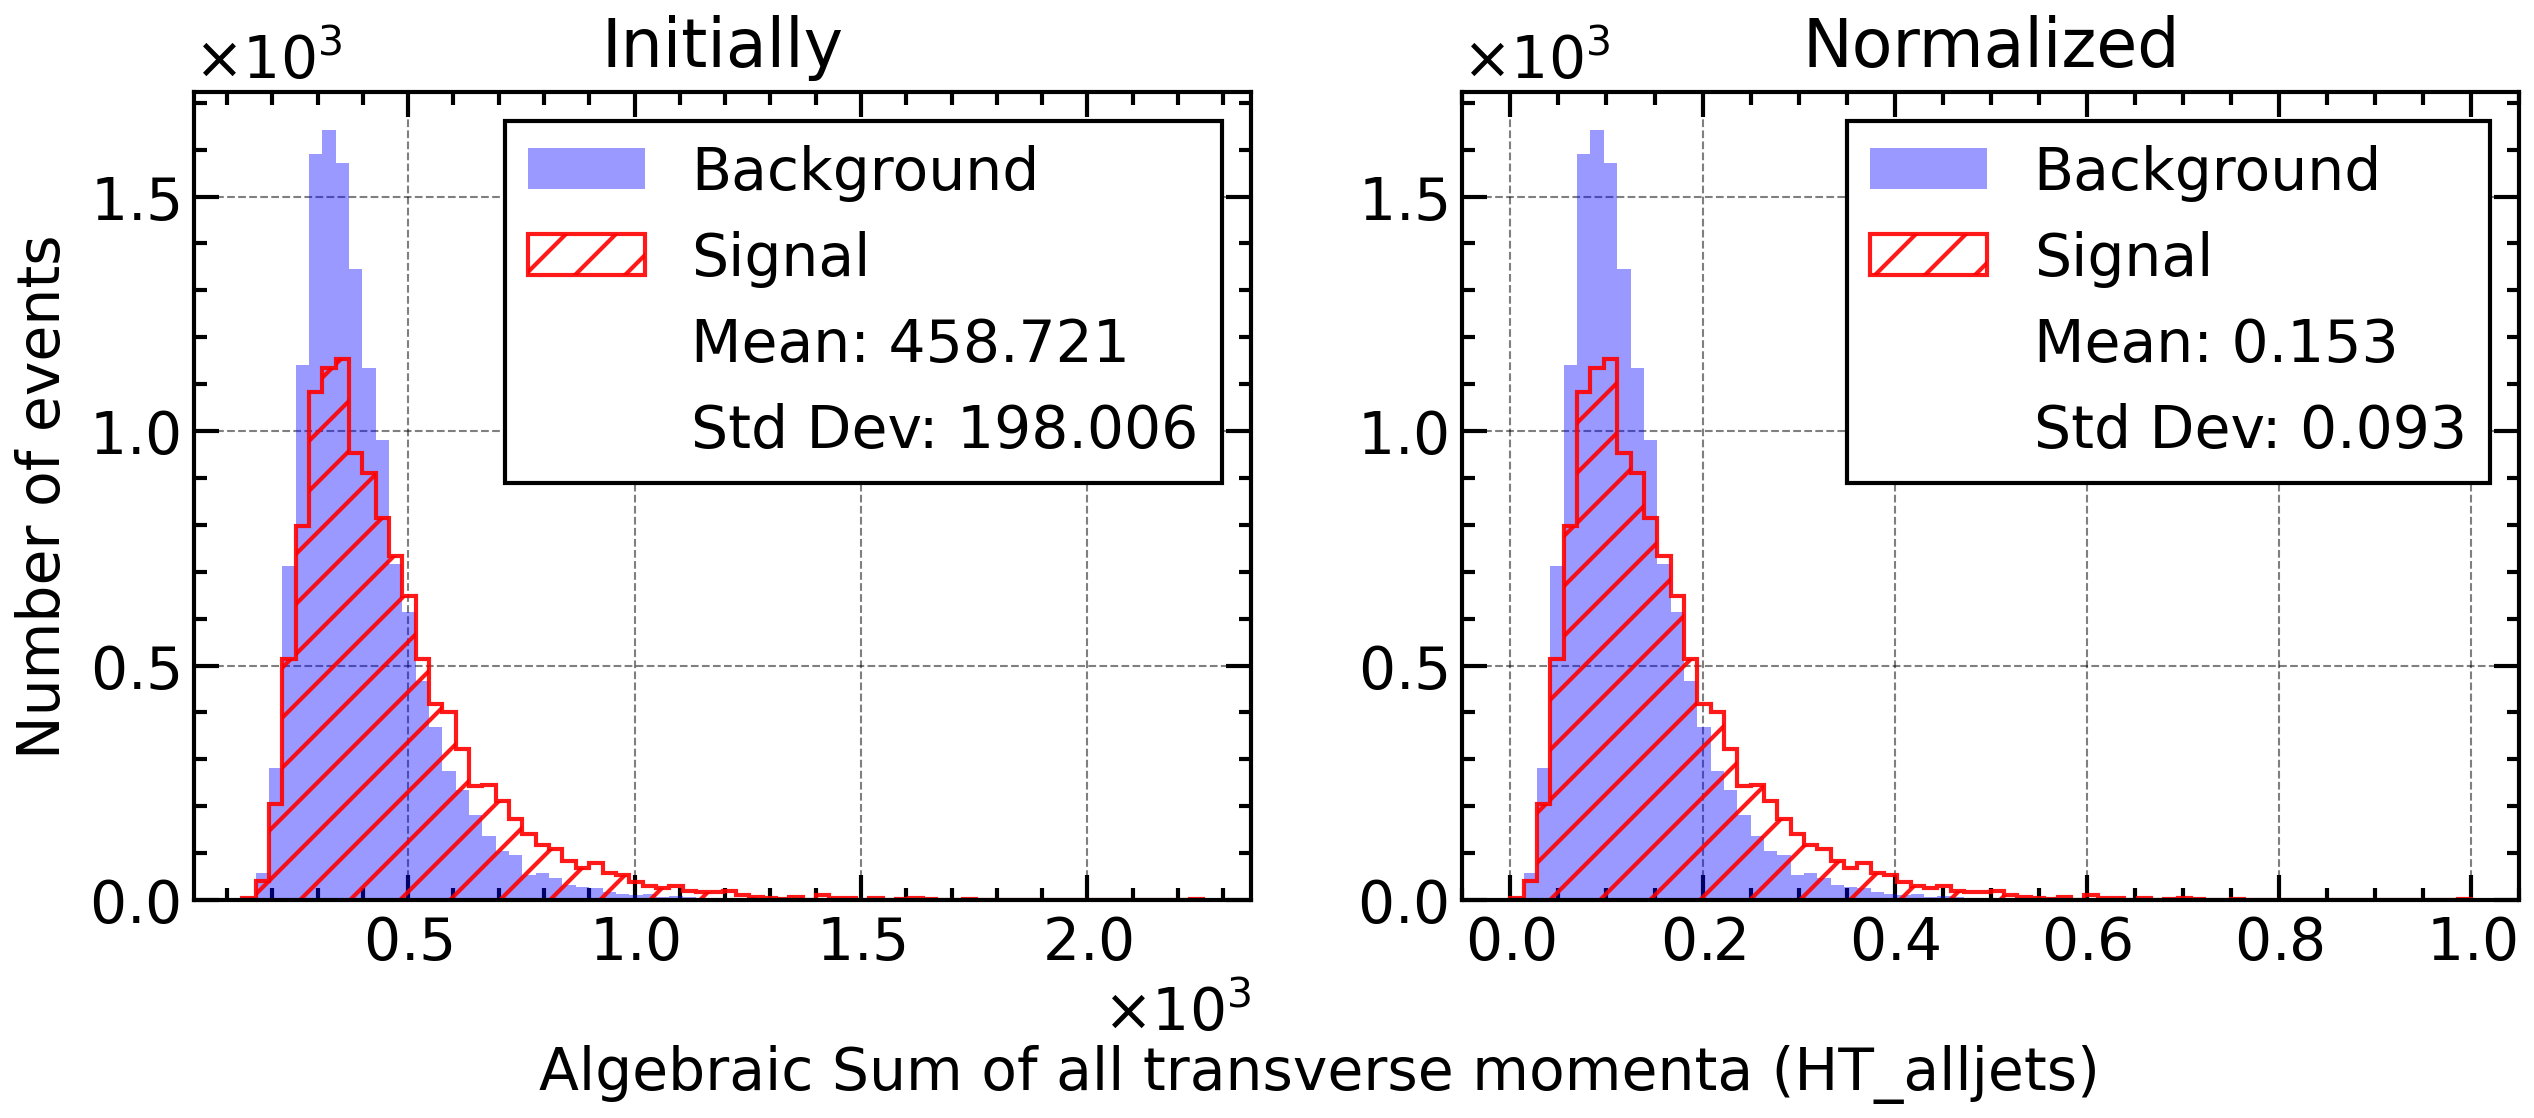 Initially
×10³
Number of events
1.5
1.0
0.5
0.0
Background
Signal
Mean: 458.721
Std Dev: 198.006
0.5 1.0 1.5 2.0
×10³
Normalized
×10³
1.5
1.0
0.5
0.0
Background
Signal
Mean: 0.153
Std Dev: 0.093
0.0 0.2 0.4 0.6 0.8 1.0
Algebraic Sum of all transverse momenta (HT_alljets)